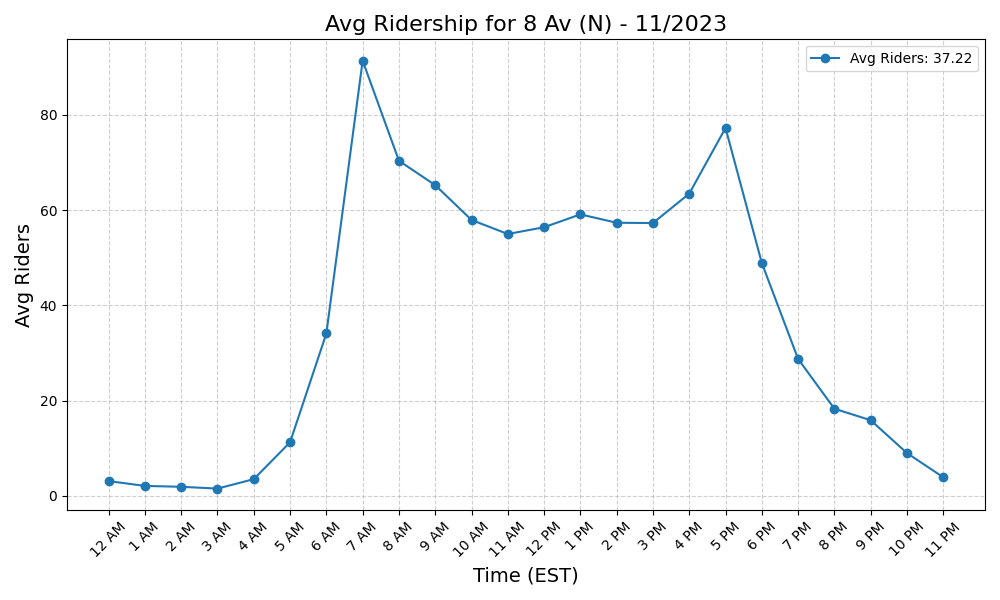 Avg Ridership for 8 Av (N) - 11/2023
Avg Riders: 37.22
Avg Riders
80
60
40
20
0
12 AM
1 AM
2 AM
3 AM
4 AM
5 AM
6 AM
7 AM
8 AM
9 AM
10 AM
11 AM
12 PM
1 PM
2 PM
3 PM
4 PM
5 PM
6 PM
7 PM
8 PM
9 PM
10 PM
11 PM
Time (EST)